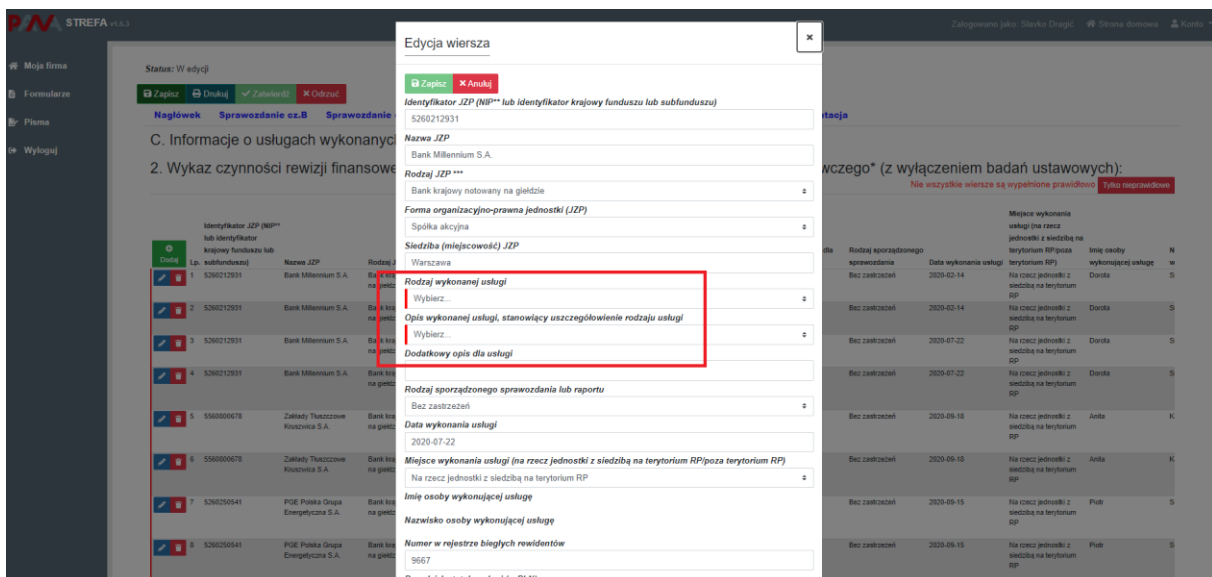 PANA STREFA v1.6.3
Zalogowano jako: Slavko Dragić Strona domowa Konto
Moja firma
Formularze
Pisma
Wyloguj
Status: W edycji
Zapisz Drukuj Zatwierdź Odrzuć
Nagłówek Sprawozdanie cz.B Sprawozdanie
C. Informacje o usługach wykonanyc
2. Wykaz czynności rewizji finansowe
wczego* (z wyłączeniem badań ustawowych):
Nie wszystkie wiersze są wypełnione prawidłowo Tylko nieprawidłowe
Dodaj
Lp.
Identyfikator JZP (NIP**
lub identyfikator
krajowy funduszu lub
subfunduszu)
Nazwa JZP
Rodzaj J
dla
Rodzaj sporządzonego
sprawozdania
Data wykonania usługi
Miejsce wykonania
usługi (na rzecz
jednostki z siedzibą na
terytorium RP/poza
terytorium RP)
Imię osoby
wykonującej usługę
1 5260212931 Bank Millennium S.A. Bez zastrzeżeń 2020-02-14 Na rzecz jednostki z siedzibą na terytorium RP Dorota
2 5260212931 Bank Millennium S.A. Bez zastrzeżeń 2020-02-14 Na rzecz jednostki z siedzibą na terytorium RP Dorota
3 5260212931 Bank Millennium S.A. Bez zastrzeżeń 2020-07-22 Na rzecz jednostki z siedzibą na terytorium RP Dorota
4 5260212931 Bank Millennium S.A. Bez zastrzeżeń 2020-07-22 Na rzecz jednostki z siedzibą na terytorium RP Dorota
5 5560800678 Zakłady Tłuszczowe Kruszwica S.A. Bez zastrzeżeń 2020-09-18 Na rzecz jednostki z siedzibą na terytorium RP Anita
6 5560800678 Zakłady Tłuszczowe Kruszwica S.A. Bez zastrzeżeń 2020-09-18 Na rzecz jednostki z siedzibą na terytorium RP Anita
7 5260250541 PGE Polska Grupa Energetyczna S.A. Bez zastrzeżeń 2020-09-15 Na rzecz jednostki z siedzibą na terytorium RP Piotr
8 5260250541 PGE Polska Grupa Energetyczna S.A. Bez zastrzeżeń 2020-09-15 Na rzecz jednostki z siedzibą na terytorium RP Piotr
Edycja wiersza
×
Zapisz Anuluj
Identyfikator JZP (NIP** lub identyfikator krajowy funduszu lub subfunduszu)
5260212931
Nazwa JZP
Bank Millennium S.A.
Rodzaj JZP ***
Bank krajowy notowany na giełdzie
Forma organizacyjno-prawna jednostki (JZP)
Spółka akcyjna
Siedziba (miejscowość) JZP
Warszawa
Rodzaj wykonanej usługi
Wybierz...
Opis wykonanej usługi, stanowiący uszczegółowienie rodzaju usługi
Wybierz...
Dodatkowy opis dla usługi
Rodzaj sporządzonego sprawozdania lub raportu
Bez zastrzeżeń
Data wykonania usługi
2020-07-22
Miejsce wykonania usługi (na rzecz jednostki z siedzibą na terytorium RP/poza terytorium RP)
Na rzecz jednostki z siedzibą na terytorium RP
Imię osoby wykonującej usługę
Nazwisko osoby wykonującej usługę
Numer w rejestrze biegłych rewidentów
9667